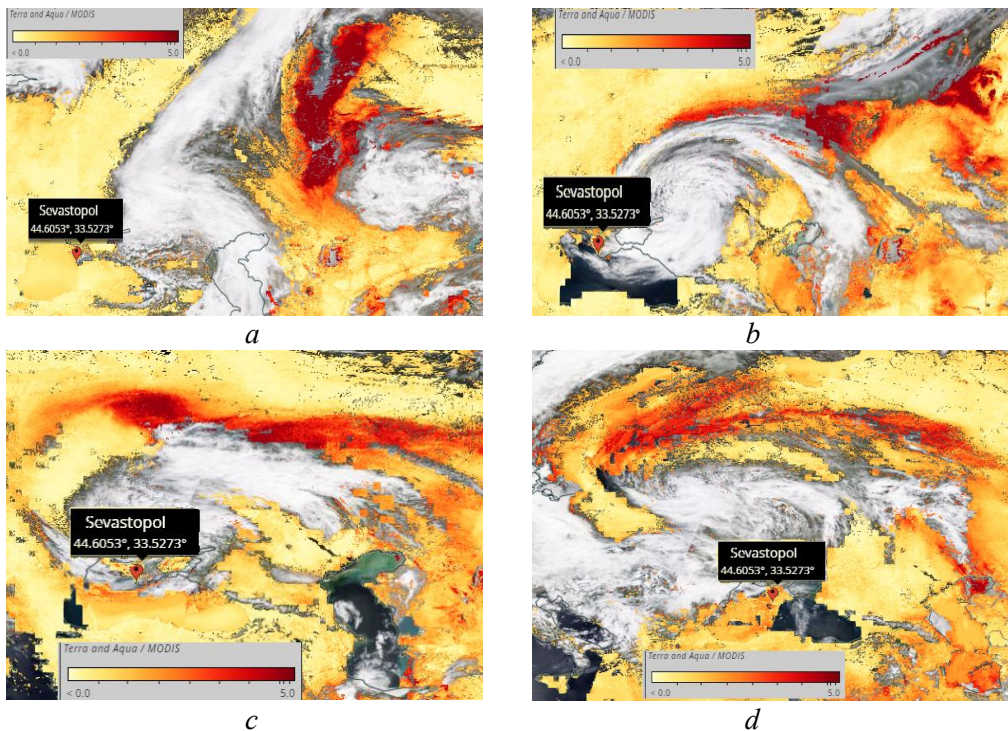 Terra and Aqua / MODIS
< 0.0 5.0
Sevastopol
44.6053°, 33.5273°
a
Terra and Aqua / MODIS
< 0.0 5.0
Sevastopol
44.6053°, 33.5273°
b
Sevastopol
44.6053°, 33.5273°
Terra and Aqua / MODIS
< 0.0 5.0
c
Sevastopol
44.6053°, 33.5273°
Terra and Aqua / MODIS
< 0.0 5.0
d